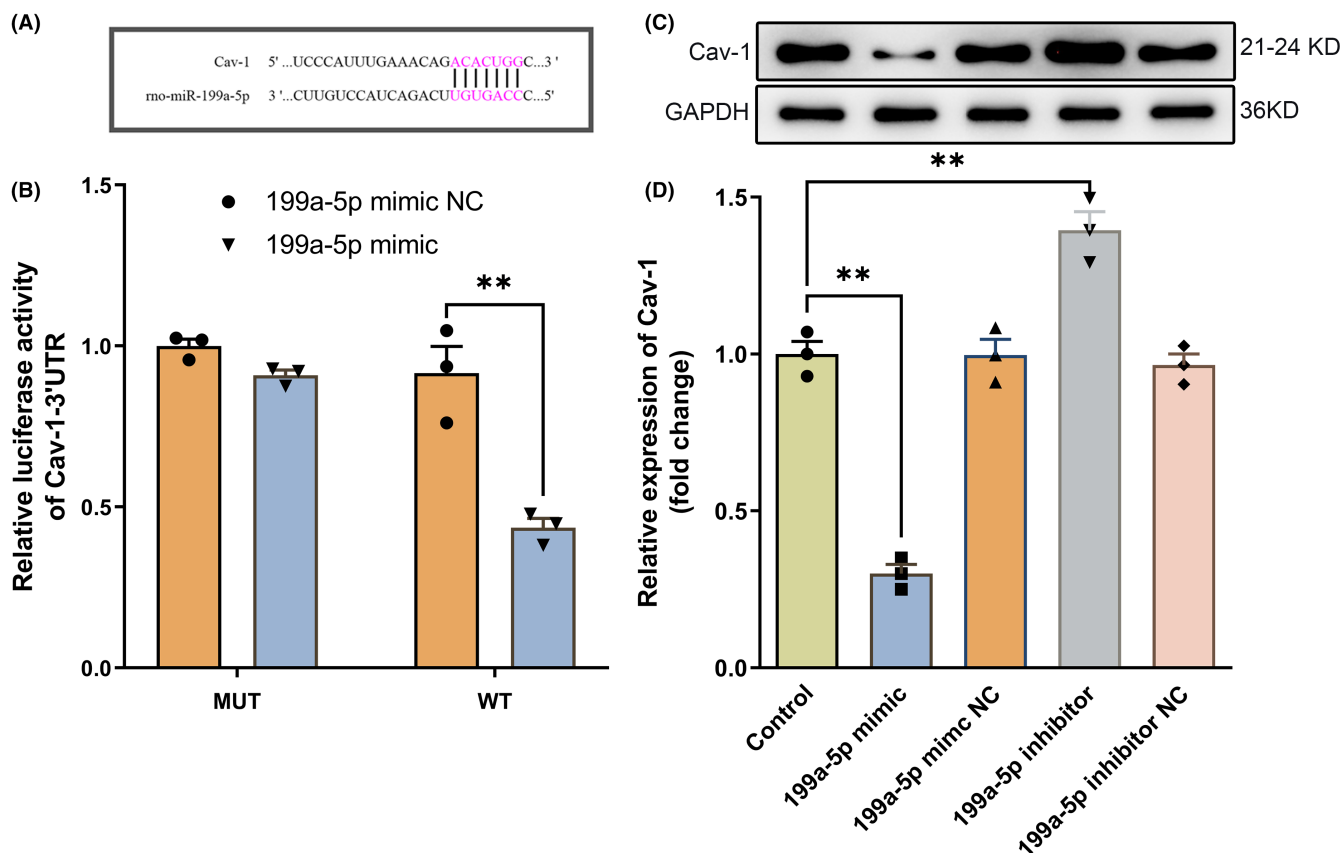 (A)
Cav-1 5' ...UCCCAUUUGAAACAGACACUGGC...3 '
rno-miR-199a-5p 3 '...CUUGUCCAUCAGACUUGUGACCC...5'
(B)
1.5
1.0
0.5
0.0
Relative luciferase activity
of Cav-1-3'UTR
199a-5p mimic NC
199a-5p mimic
**
MUT
WT
(C)
Cav-1
21-24 KD
GAPDH
36KD
(D)
1.5
1.0
0.5
0.0
Relative expression of Cav-1
(fold change)
**
**
Control
199a-5p mimic
199a-5p mimc NC
199a-5p inhibitor
199a-5p inhibitor NC